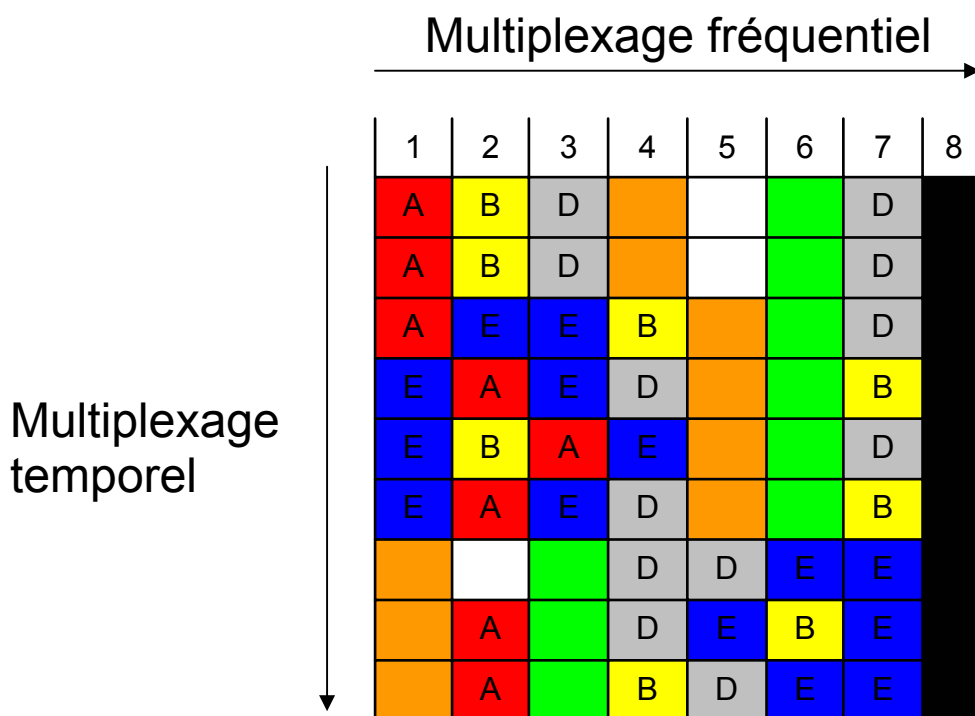 Multiplexage fréquentiel
1 2 3 4 5 6 7 8
A B D D
A B D D
A E E B D
E A E D B
Multiplexage
temporel
E B A E D
E A E D B
D D E E
A D E B E
A B D E E